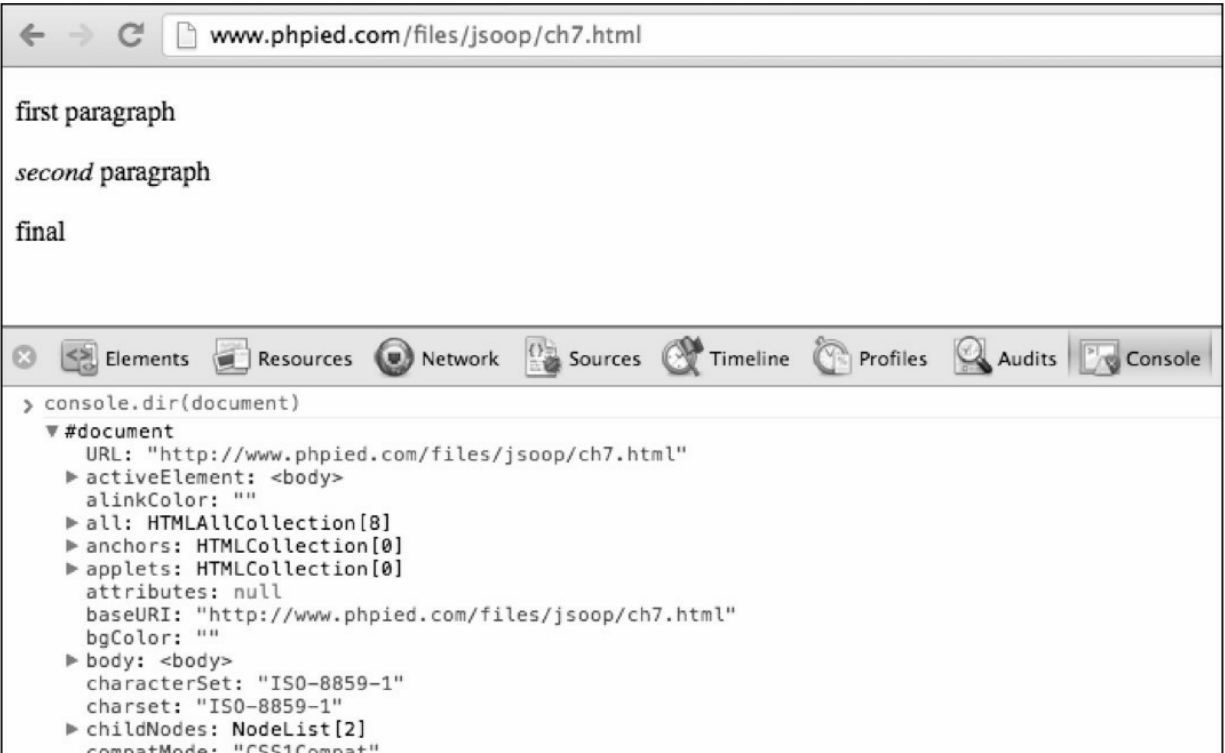 www.phpied.com/files/jsoop/ch7.html
first paragraph
second paragraph
final
Elements Resources Network Sources Timeline Profiles Audits Console
> console.dir(document)
▼#document
URL: "http://www.phpied.com/files/jsoop/ch7.html"
▶activeElement: <body>
alinkColor: ""
▶all: HTMLAllCollection[8]
▶anchors: HTMLCollection[0]
▶applets: HTMLCollection[0]
attributes: null
baseURI: "http://www.phpied.com/files/jsoop/ch7.html"
bgColor: ""
▶body: <body>
characterSet: "ISO-8859-1"
charset: "ISO-8859-1"
▶childNodes: NodeList[2]
compatMode: "CSS1Compat"